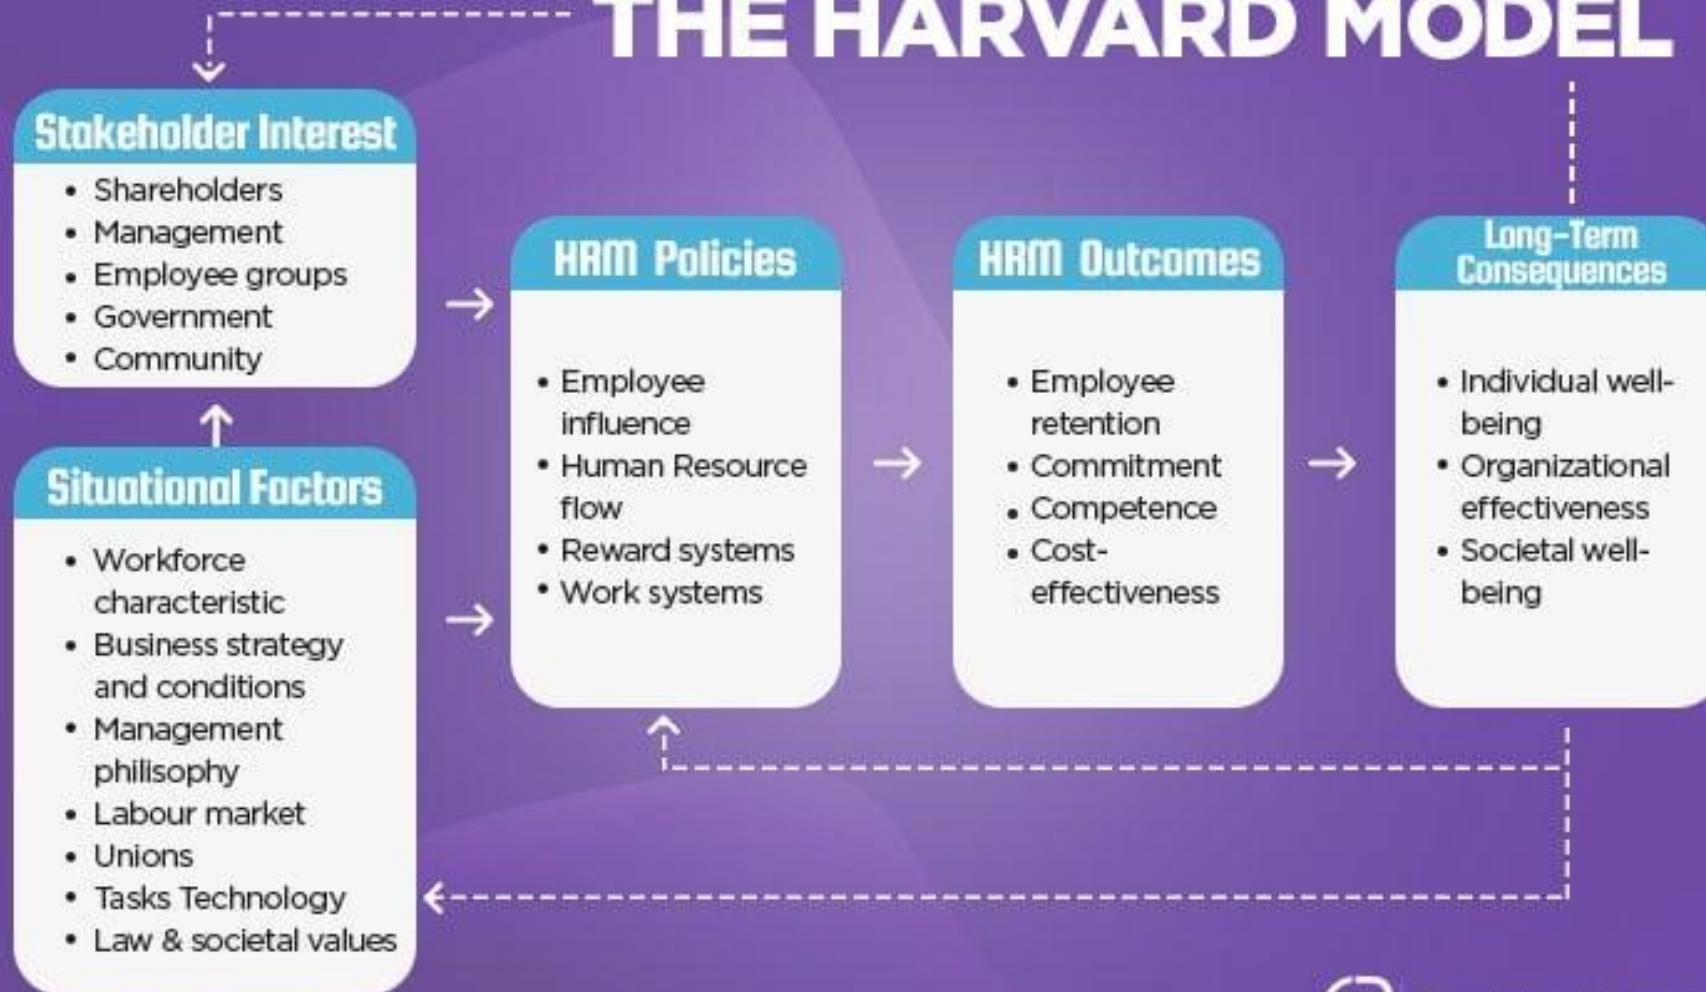 THE HARVARD MODEL
Stakeholder Interest
• Shareholders
• Management
• Employee groups
• Government
• Community
Situational Factors
• Workforce
characteristic
• Business strategy
and conditions
• Management
philisophy
• Labour market
• Unions
• Tasks Technology
• Law & societal values
HRM Policies
• Employee
influence
• Human Resource
flow
• Reward systems
• Work systems
HRM Outcomes
• Employee
retention
• Commitment
• Competence
• Cost-
effectiveness
Long-Term
Consequences
• Individual well-
being
• Organizational
effectiveness
• Societal well-
being